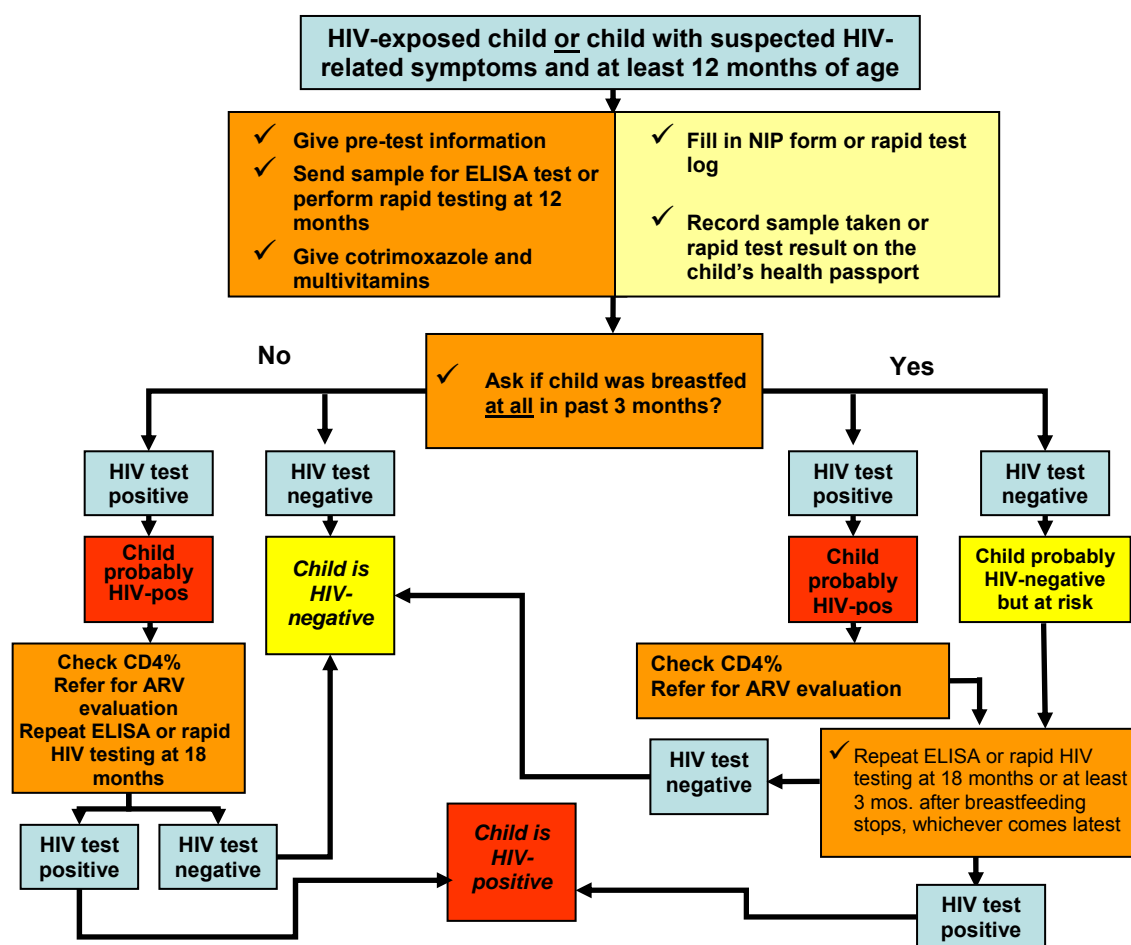 HIV-exposed child or child with suspected HIV-
related symptoms and at least 12 months of age
✓ Give pre-test information
✓ Send sample for ELISA test or
perform rapid testing at 12
months
✓ Give cotrimoxazole and
multivitamins
✓ Fill in NIP form or rapid test
log
✓ Record sample taken or
rapid test result on the
child's health passport
No
✓ Ask if child was breastfed
at all in past 3 months?
Yes
HIV test
positive
HIV test
negative
HIV test
positive
HIV test
negative
Child
probably
HIV-pos
Child is
HIV-
negative
Child
probably
HIV-pos
Child probably
HIV-negative
but at risk
Check CD4%
Refer for ARV
evaluation
Repeat ELISA or rapid
HIV testing at 18
months
Check CD4%
Refer for ARV evaluation
HIV test
negative
✓ Repeat ELISA or rapid HIV
testing at 18 months or at least
3 mos. after breastfeeding
stops, whichever comes latest
HIV test
positive
HIV test
negative
Child is
HIV-
positive
HIV test
positive